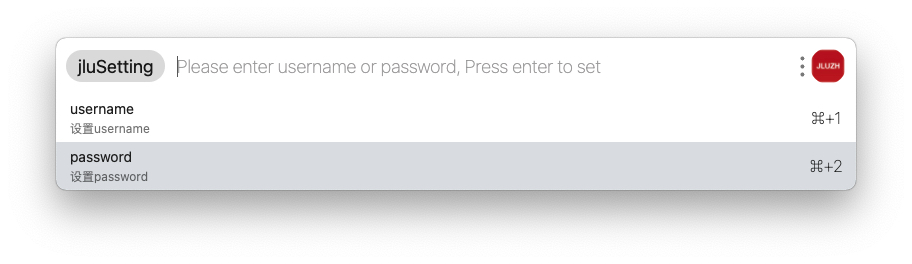 jluSetting Please enter username or password, Press enter to set JLUZH
username
设置username ⌘+1
password
设置password ⌘+2